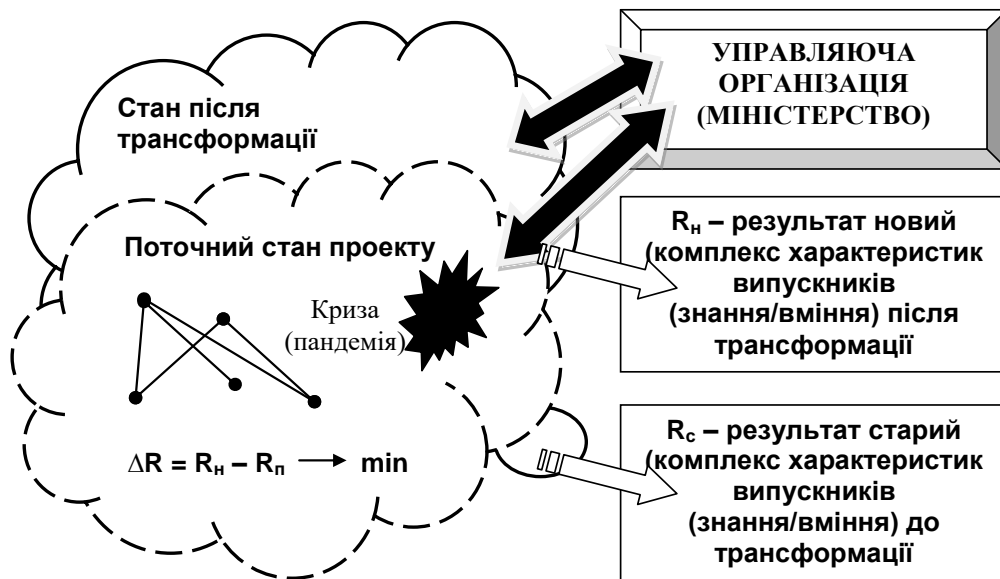 Стан після
трансформації
Поточний стан проекту
Криза
(пандемія)
∆R = Rн – Rп → min
УПРАВЛЯЮЧА
ОРГАНІЗАЦІЯ
(МІНІСТЕРСТВО)
Rн – результат новий
(комплекс характеристик
випускників
(знання/вміння) після
трансформації
Rс – результат старий
(комплекс характеристик
випускників
(знання/вміння) до
трансформації